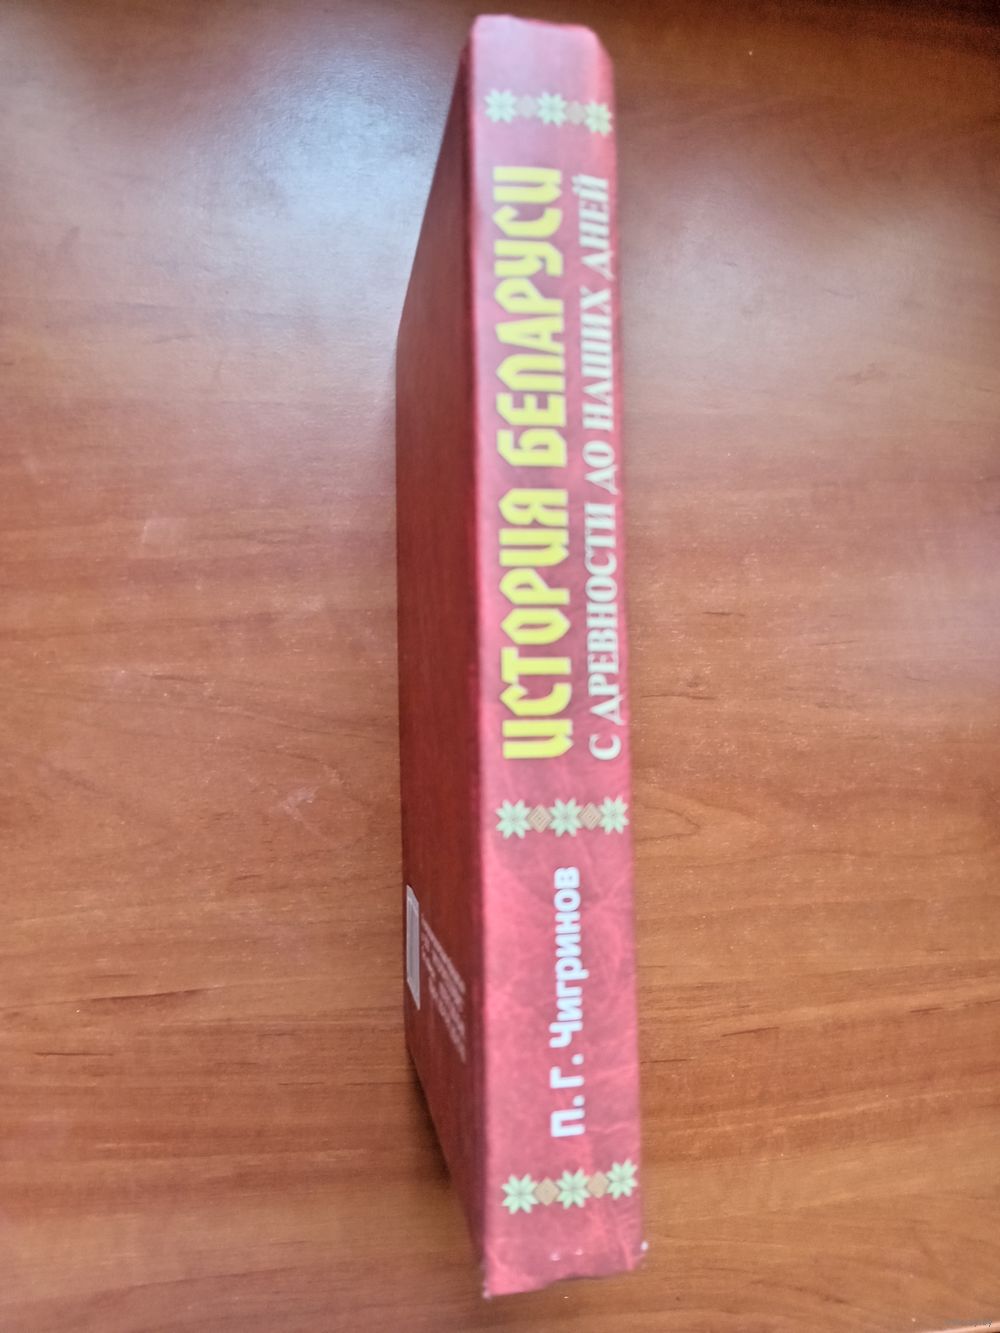 ИСТОРИЯ БЕЛАРУСИ
С ДРЕВНОСТИ ДО НАШИХ ДНЕЙ
П. Г. Чигринов